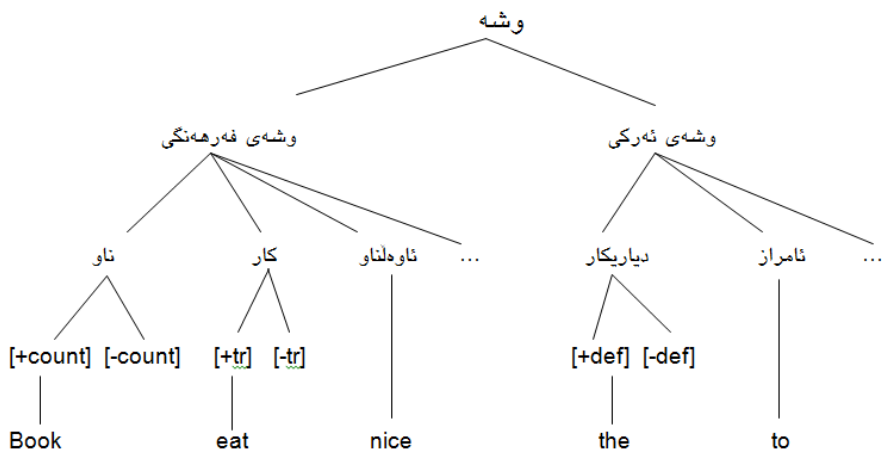 وشە
وشەی فەرهەنگی وشەی ئەرکی
ناو کار ئاوەڵناو ... دیاریکار ئامراز ...
[+count] [-count] [+tr] [-tr] [+def] [-def]
Book eat nice the to